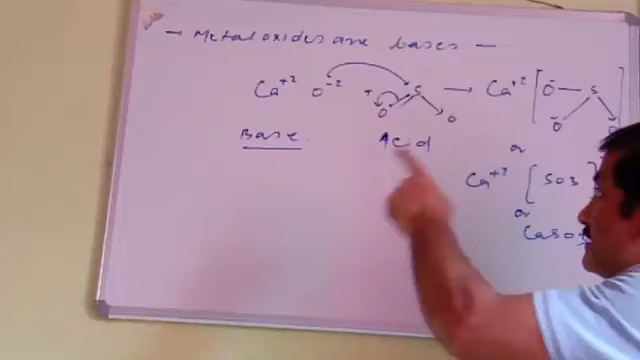 - Metal oxides are bases -
Ca+2 O-2 + S O O → Ca+2 [ O- S O- O
Base. Acid or
Ca+2 [ SO3
or
CaSO3